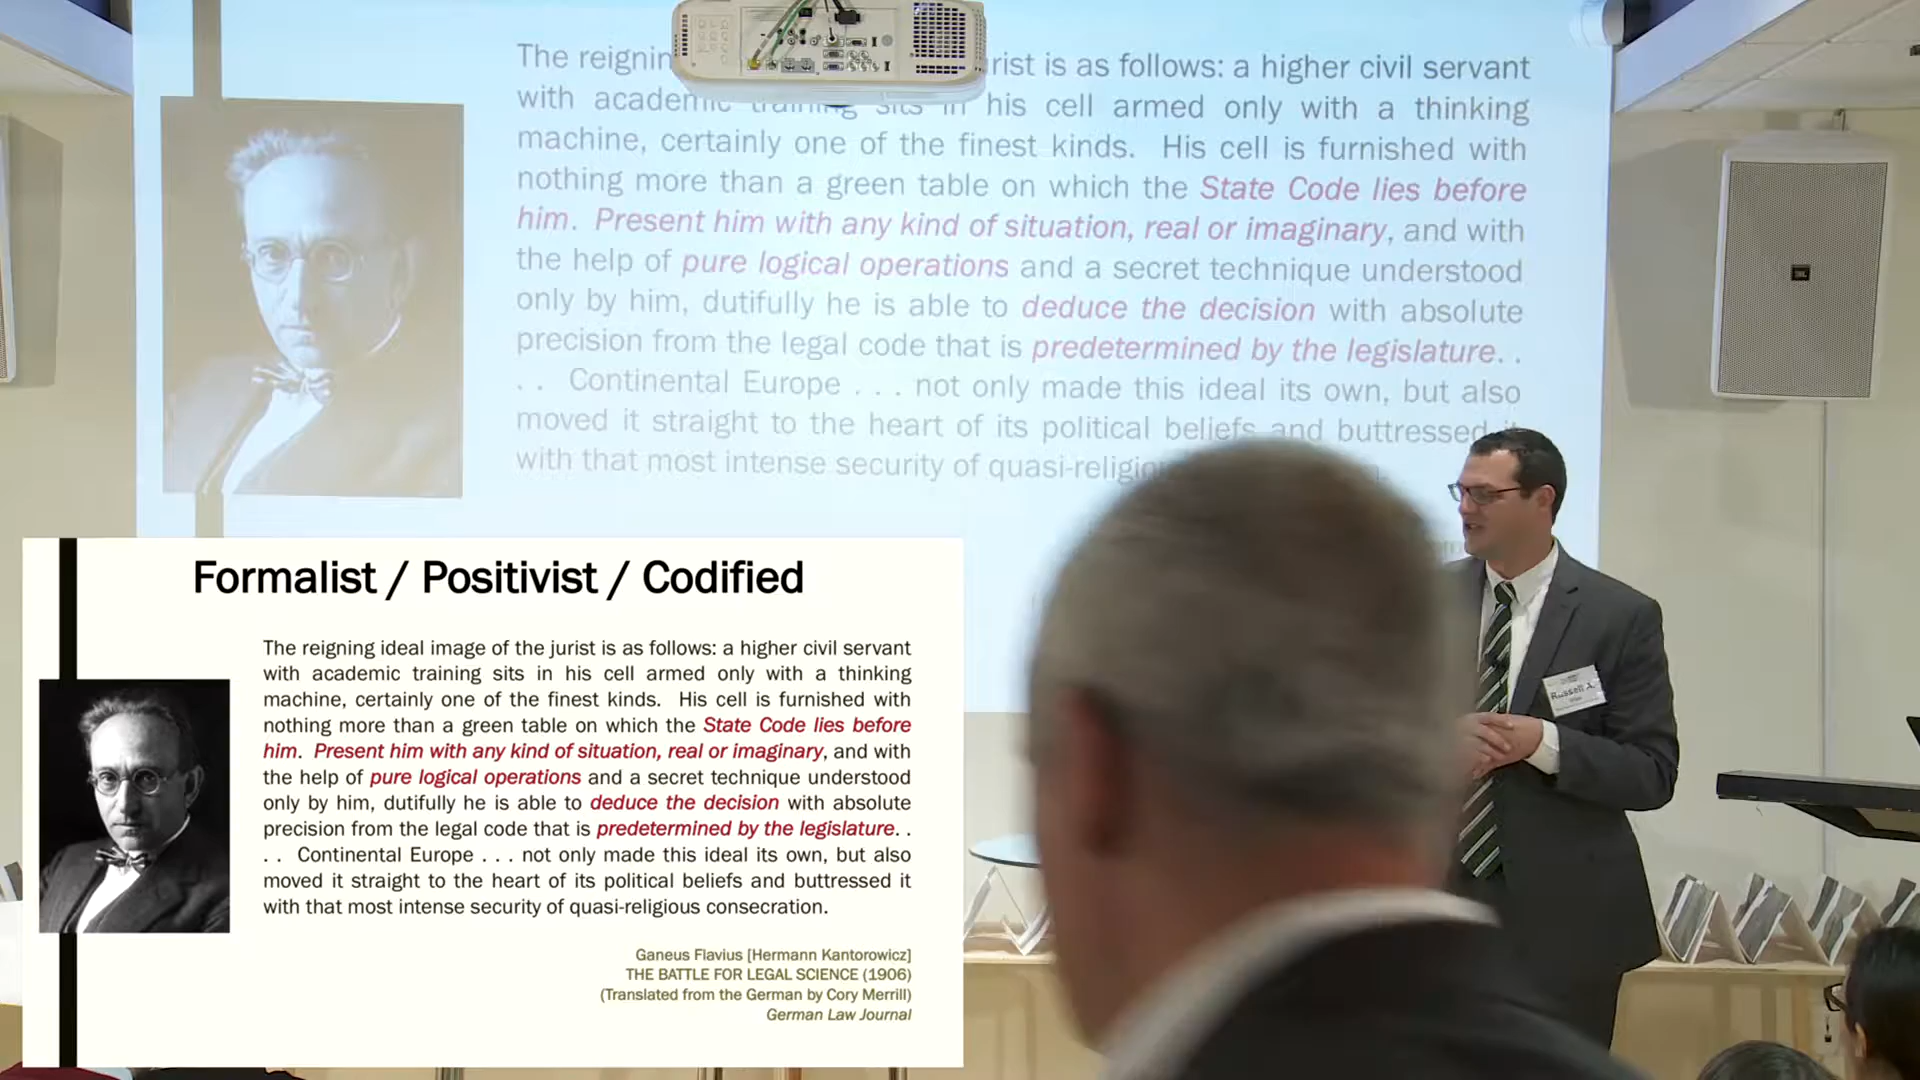 The reignin rist is as follows: a higher civil servant
with academic training sits in his cell armed only with a thinking
machine, certainly one of the finest kinds. His cell is furnished with
nothing more than a green table on which the State Code lies before
him. Present him with any kind of situation, real or imaginary, and with
the help of pure logical operations and a secret technique understood
only by him, dutifully he is able to deduce the decision with absolute
precision from the legal code that is predetermined by the legislature. .
. . Continental Europe . . . not only made this ideal its own, but also
moved it straight to the heart of its political beliefs and buttressed it
with that most intense security of quasi-religio
JBL
Russell A.
Formalist / Positivist / Codified
The reigning ideal image of the jurist is as follows: a higher civil servant
with academic training sits in his cell armed only with a thinking
machine, certainly one of the finest kinds. His cell is furnished with
nothing more than a green table on which the State Code lies before
him. Present him with any kind of situation, real or imaginary, and with
the help of pure logical operations and a secret technique understood
only by him, dutifully he is able to deduce the decision with absolute
precision from the legal code that is predetermined by the legislature. .
. . Continental Europe . . . not only made this ideal its own, but also
moved it straight to the heart of its political beliefs and buttressed it
with that most intense security of quasi-religious consecration.
Ganeus Flavius [Hermann Kantorowicz]
THE BATTLE FOR LEGAL SCIENCE (1906)
(Translated from the German by Cory Merrill)
German Law Journal